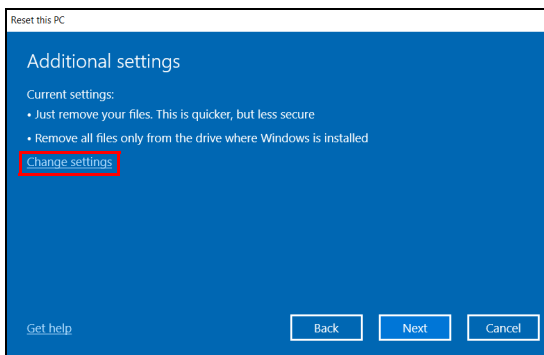 Reset this PC
Additional settings
Current settings:
• Just remove your files. This is quicker, but less secure
• Remove all files only from the drive where Windows is installed
Change settings
Get help
Back
Next
Cancel